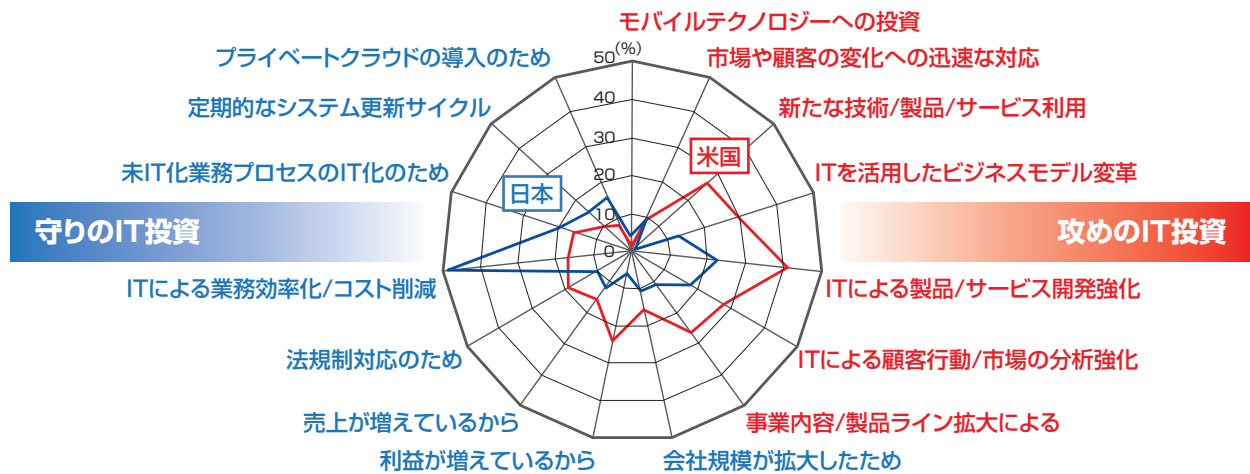 モバイルテクノロジーへの投資
(%)
プライベートクラウドの導入のため
50
市場や顧客の変化への迅速な対応
定期的なシステム更新サイクル
40
新たな技術/製品/サービス利用
30
米国
未IT化業務プロセスのIT化のため
20
ITを活用したビジネスモデル変革
日本
10
守りのIT投資
攻めのIT投資
0
ITによる業務効率化/コスト削減
ITによる製品/サービス開発強化
法規制対応のため
ITによる顧客行動/市場の分析強化
売上が増えているから
事業内容/製品ライン拡大による
利益が増えているから
会社規模が拡大したため